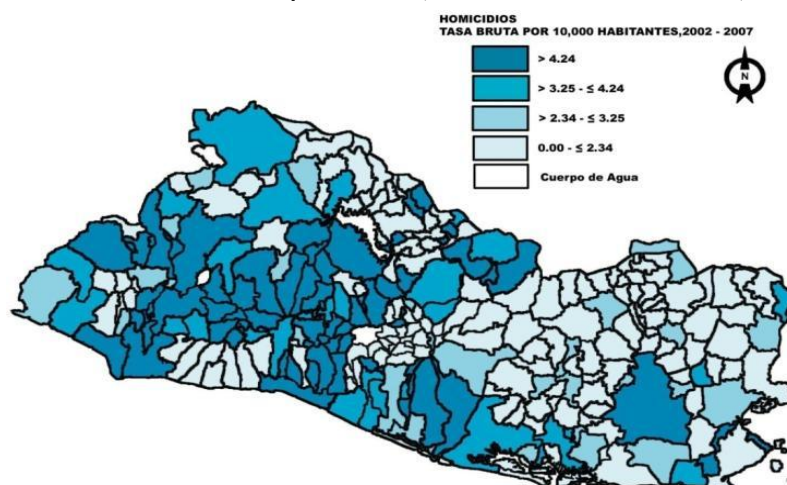 HOMICIDIOS
TASA BRUTA POR 10,000 HABITANTES,2002 - 2007
> 4.24
> 3.25 - ≤ 4.24
> 2.34 - ≤ 3.25
0.00 - ≤ 2.34
Cuerpo de Agua
N